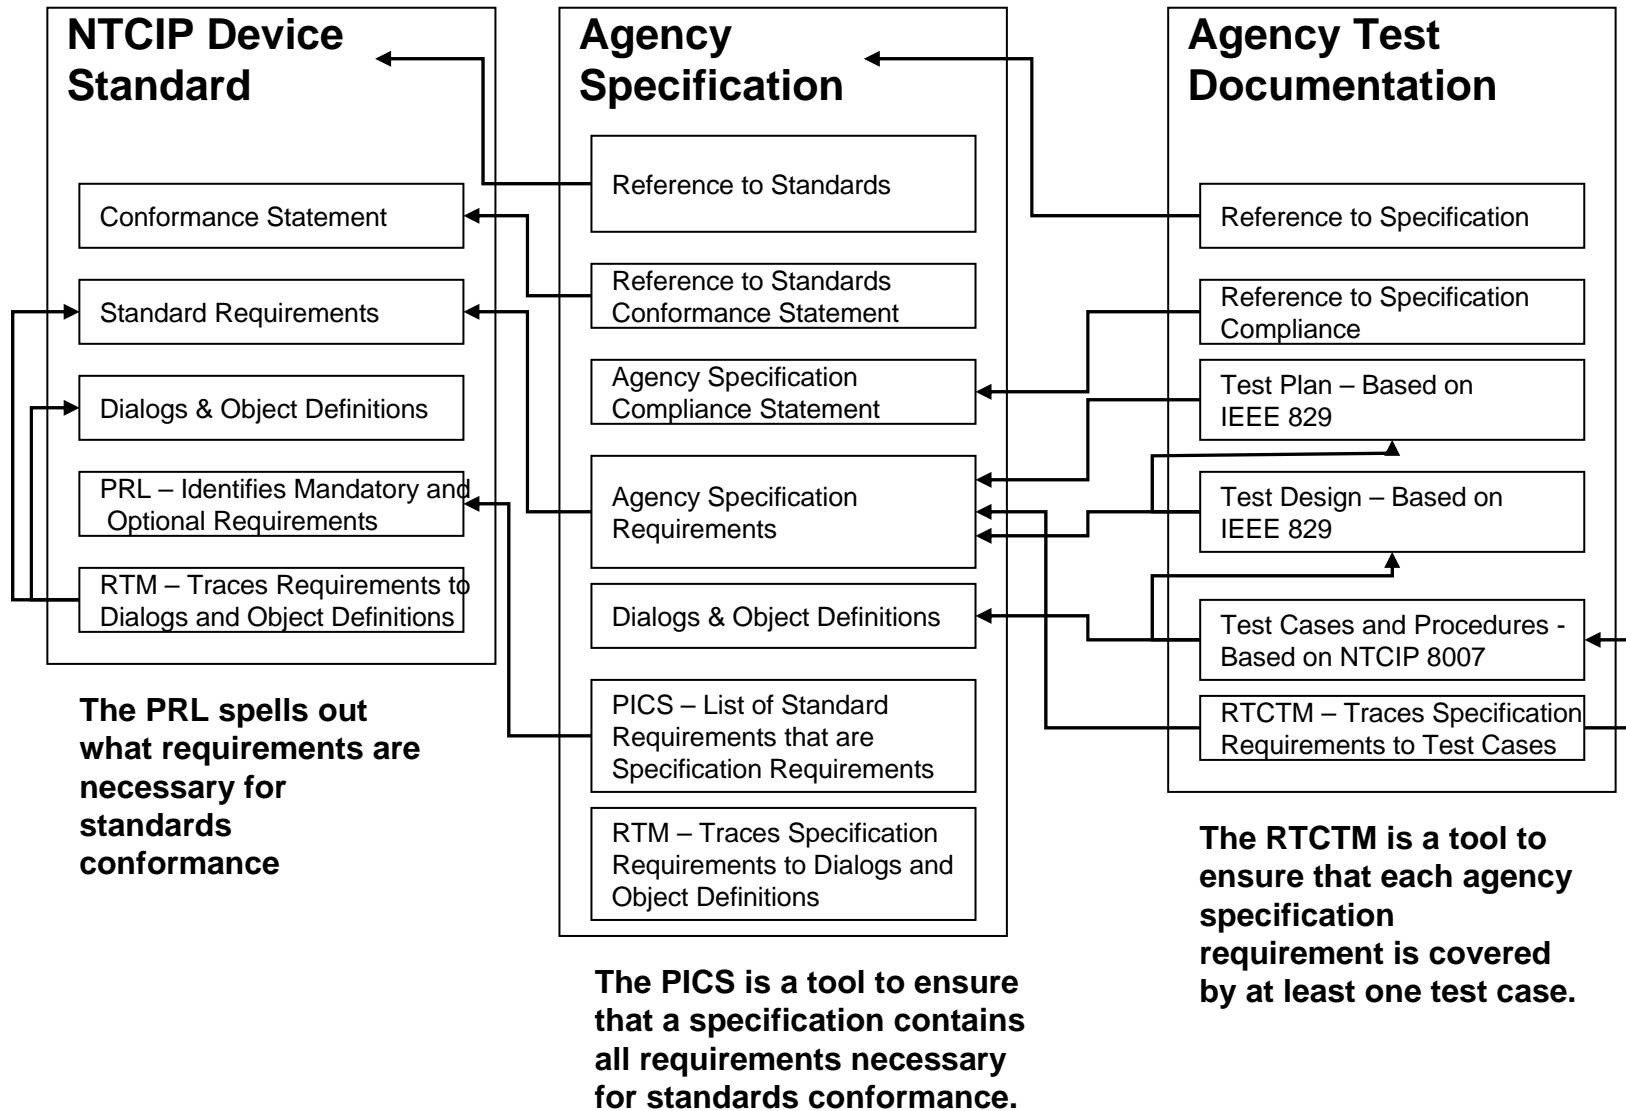 NTCIP Device
Standard
Conformance Statement
Standard Requirements
Dialogs & Object Definitions
PRL – Identifies Mandatory and
Optional Requirements
RTM – Traces Requirements to
Dialogs and Object Definitions
The PRL spells out
what requirements are
necessary for
standards
conformance
Agency
Specification
Reference to Standards
Reference to Standards
Conformance Statement
Agency Specification
Compliance Statement
Agency Specification
Requirements
Dialogs & Object Definitions
PICS – List of Standard
Requirements that are
Specification Requirements
RTM – Traces Specification
Requirements to Dialogs and
Object Definitions
The PICS is a tool to ensure
that a specification contains
all requirements necessary
for standards conformance.
Agency Test
Documentation
Reference to Specification
Reference to Specification
Compliance
Test Plan – Based on
IEEE 829
Test Design – Based on
IEEE 829
Test Cases and Procedures -
Based on NTCIP 8007
RTCTM – Traces Specification
Requirements to Test Cases
The RTCTM is a tool to
ensure that each agency
specification
requirement is covered
by at least one test case.